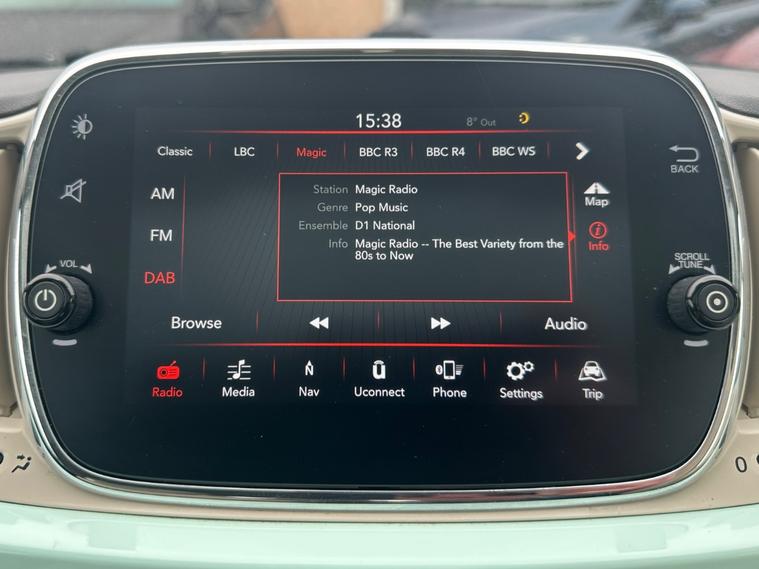 15:38 8° Out
Classic LBC Magic BBC R3 BBC R4 BBC WS
Station Magic Radio
Genre Pop Music
Ensemble D1 National
Info Magic Radio -- The Best Variety from the
80s to Now
AM
FM
DAB
Map
Info
BACK
VOL
SCROLL
TUNE
Browse Audio
Radio Media Nav Uconnect Phone Settings Trip
0